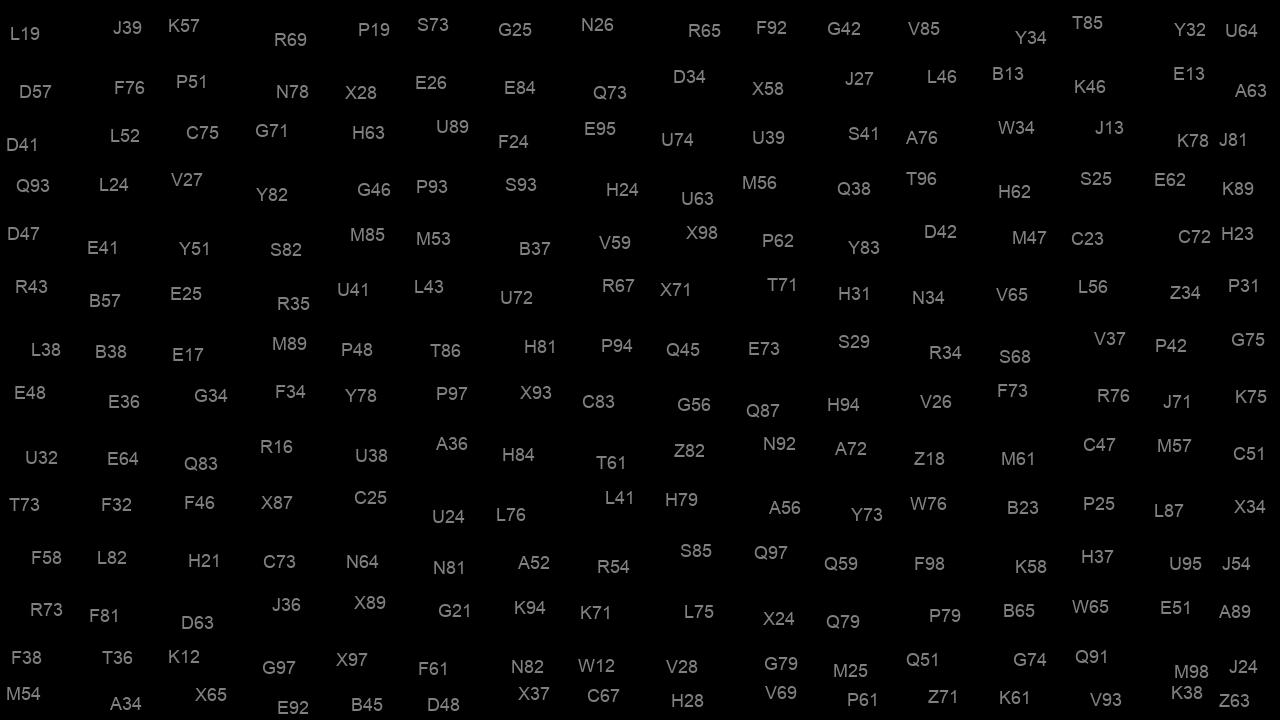 L19 J39 K57 R69 P19 S73 G25 N26 R65 F92 G42 V85 Y34 T85 Y32 U64
D57 F76 P51 N78 X28 E26 E84 Q73 D34 X58 J27 L46 B13 K46 E13 A63
D41 L52 C75 G71 H63 U89 F24 E95 U74 U39 S41 A76 W34 J13 K78 J81
Q93 L24 V27 Y82 G46 P93 S93 H24 U63 M56 Q38 T96 H62 S25 E62 K89
D47 E41 Y51 S82 M85 M53 B37 V59 X98 P62 Y83 D42 M47 C23 C72 H23
R43 B57 E25 R35 U41 L43 U72 R67 X71 T71 H31 N34 V65 L56 Z34 P31
L38 B38 E17 M89 P48 T86 H81 P94 Q45 E73 S29 R34 S68 V37 P42 G75
E48 E36 G34 F34 Y78 P97 X93 C83 G56 Q87 H94 V26 F73 R76 J71 K75
U32 E64 Q83 R16 U38 A36 H84 T61 Z82 N92 A72 Z18 M61 C47 M57 C51
T73 F32 F46 X87 C25 U24 L76 L41 H79 A56 Y73 W76 B23 P25 L87 X34
F58 L82 H21 C73 N64 N81 A52 R54 S85 Q97 Q59 F98 K58 H37 U95 J54
R73 F81 D63 J36 X89 G21 K94 K71 L75 X24 Q79 P79 B65 W65 E51 A89
F38 T36 K12 G97 X97 F61 N82 W12 V28 G79 M25 Q51 G74 Q91 M98 J24
M54 A34 X65 E92 B45 D48 X37 C67 H28 V69 P61 Z71 K61 V93 K38 Z63